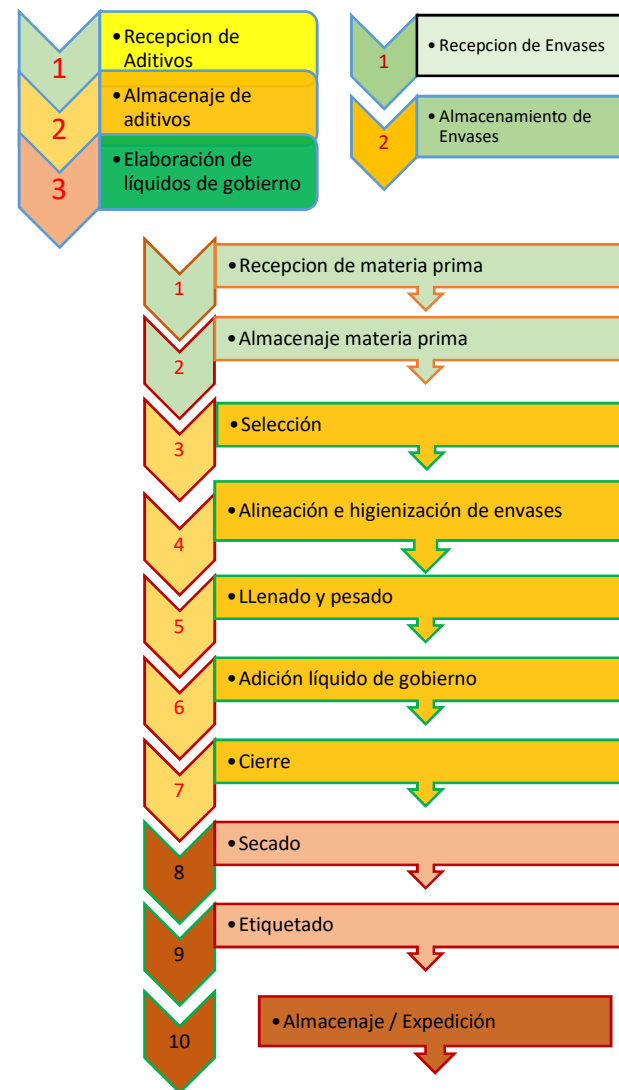 1
•Recepcion de
Aditivos
2
•Almacenaje de
aditivos
3
•Elaboración de
líquidos de gobierno
1
•Recepcion de Envases
2
•Almacenamiento de
Envases
1
•Recepcion de materia prima
2
•Almacenaje materia prima
3
•Selección
4
•Alineación e higienización de envases
5
•LLenado y pesado
6
•Adición líquido de gobierno
7
•Cierre
8
•Secado
9
•Etiquetado
10
•Almacenaje / Expedición